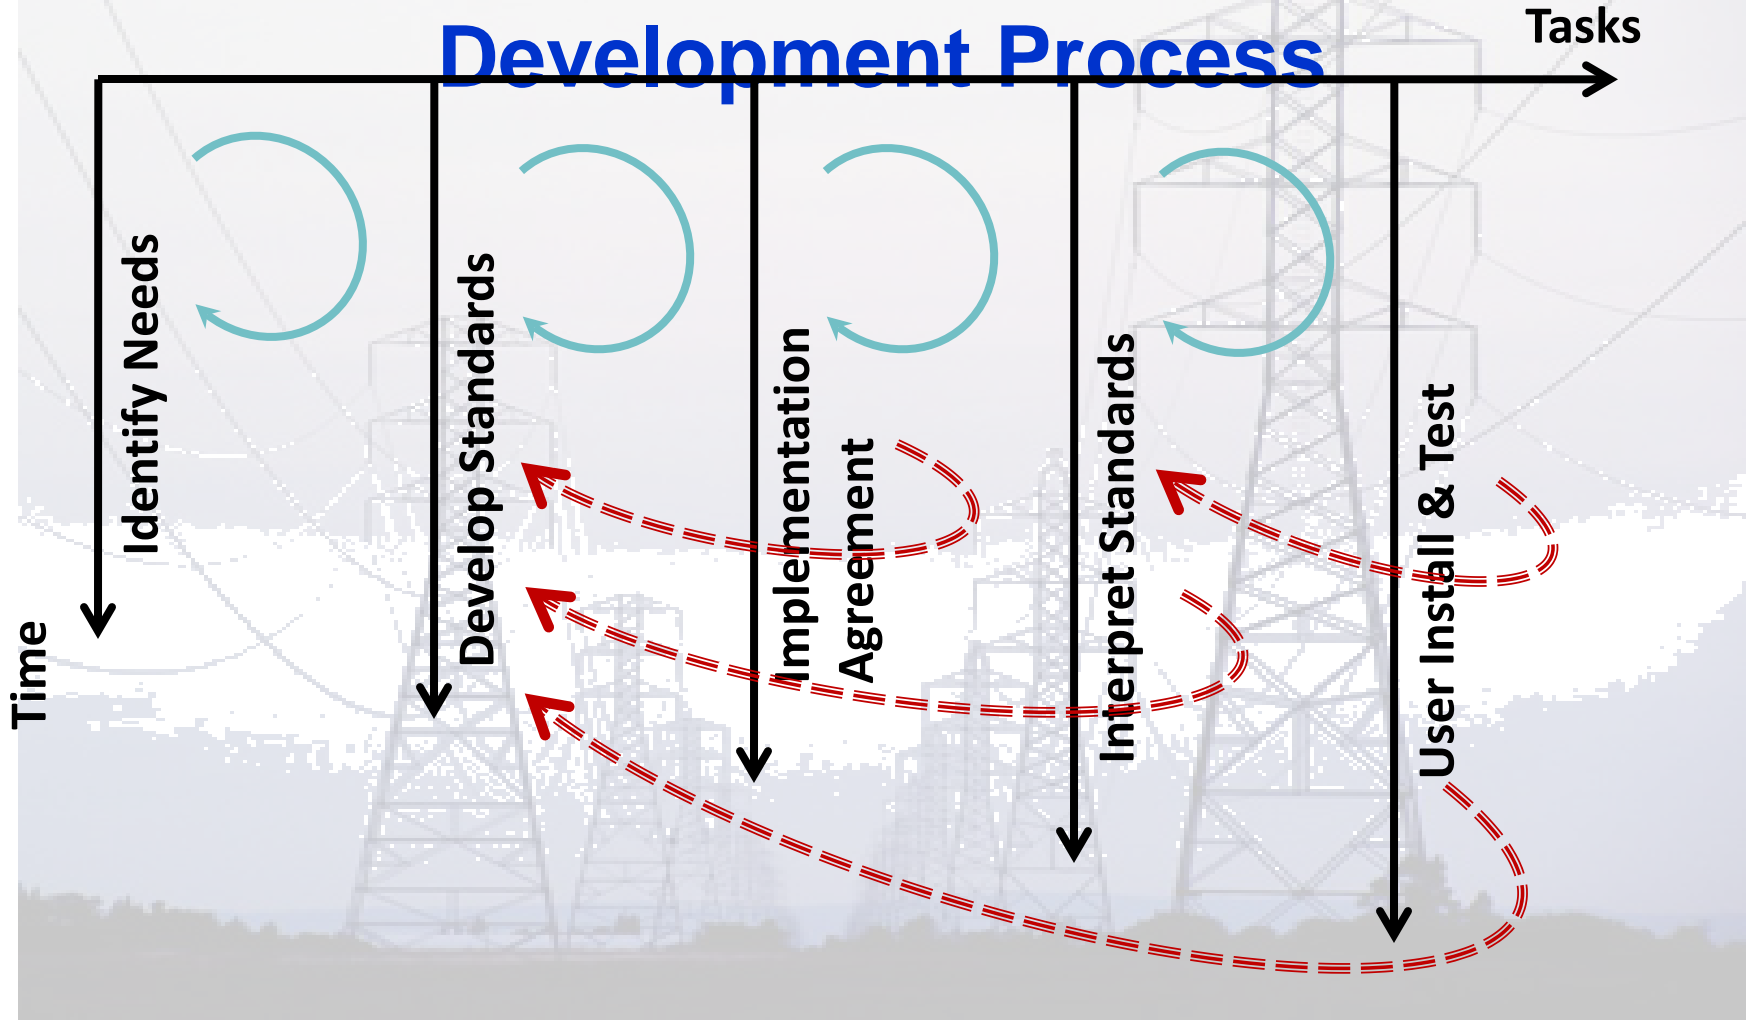 Development Process
Tasks
Time
Identify Needs
Develop Standards
Implementation
Agreement
Interpret Standards
User Install & Test